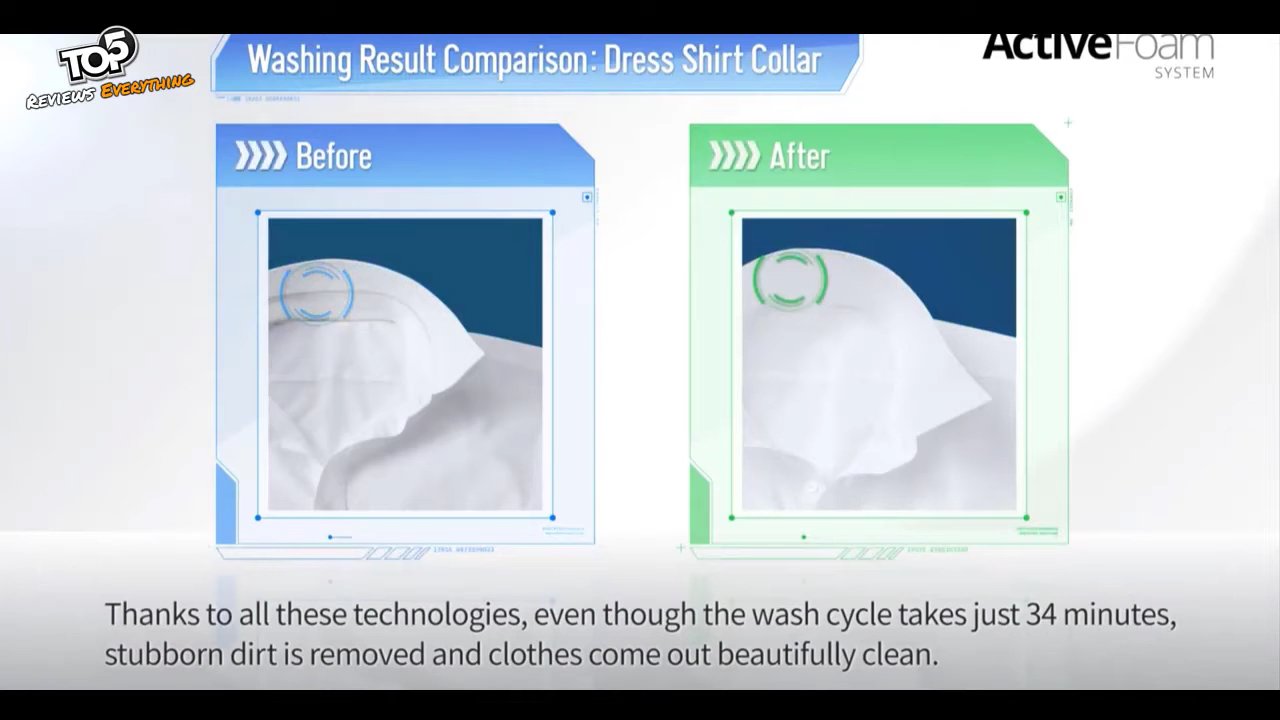 TOP5
REVIEWS EVERYTHING
Washing Result Comparison: Dress Shirt Collar
ActiveFoam
SYSTEM
Before
After
Thanks to all these technologies, even though the wash cycle takes just 34 minutes,
stubborn dirt is removed and clothes come out beautifully clean.